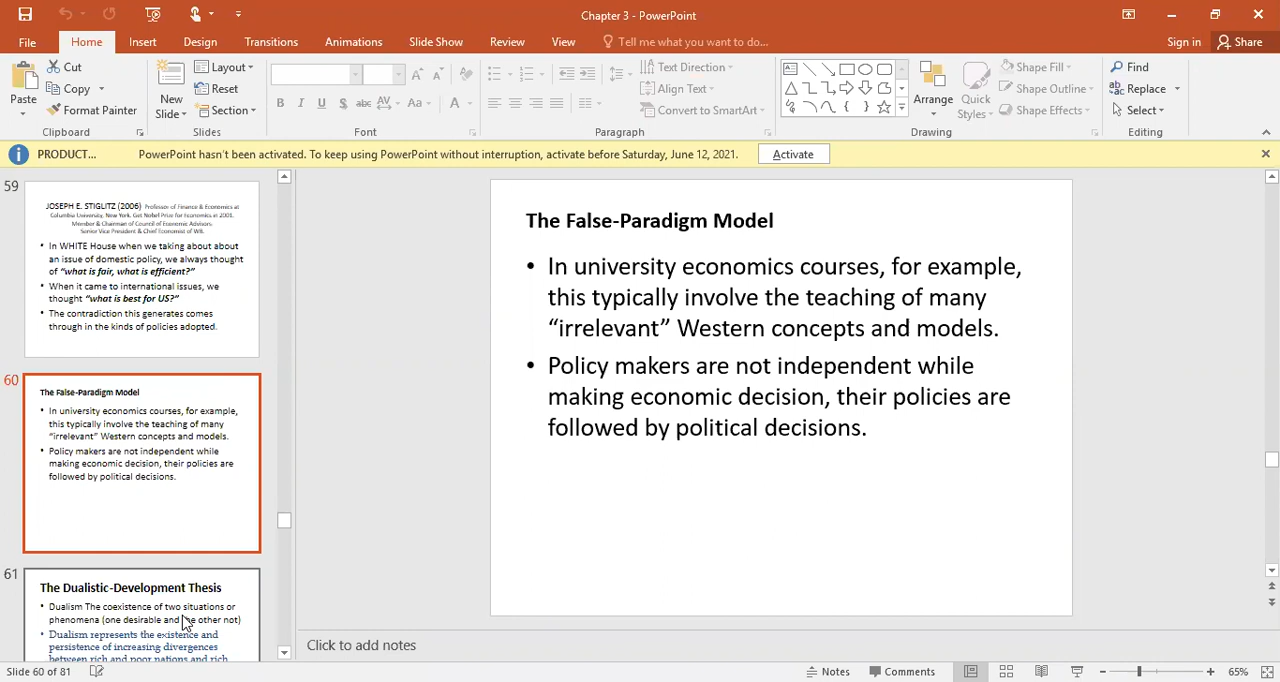 Chapter 3 - PowerPoint
File Home Insert Design Transitions Animations Slide Show Review View Tell me what you want to do... Sign in Share
Paste
Cut
Copy
Format Painter
Clipboard
New
Slide
Layout
Reset
Section
Slides
B I U S abc AV Aa A
Font
Text Direction
Align Text
Convert to SmartArt
Paragraph
Arrange
Quick
Styles
Shape Fill
Shape Outline
Shape Effects
Drawing
Find
Replace
Select
Editing
PRODUCT... PowerPoint hasn't been activated. To keep using PowerPoint without interruption, activate before Saturday, June 12, 2021. Activate
59
JOSEPH E. STIGLITZ (2006) Professor of Finance & Economics at
Columbia University, New York. Get Nobel Prize for Economics in 2001.
Member & Chairman of Council of Economic Advisors.
Senior Vice President & Chief Economist of WB.
• In WHITE House when we taking about about
an issue of domestic policy, we always thought
of “what is fair, what is efficient?”
• When it came to international issues, we
thought “what is best for US?”
• The contradiction this generates comes
through in the kinds of policies adopted.
60
The False-Paradigm Model
• In university economics courses, for example,
this typically involve the teaching of many
“irrelevant” Western concepts and models.
• Policy makers are not independent while
making economic decision, their policies are
followed by political decisions.
61
The Dualistic-Development Thesis
• Dualism The coexistence of two situations or
phenomena (one desirable and the other not)
• Dualism represents the existence and
persistence of increasing divergences
between rich and poor nations and rich
The False-Paradigm Model
• In university economics courses, for example,
this typically involve the teaching of many
“irrelevant” Western concepts and models.
• Policy makers are not independent while
making economic decision, their policies are
followed by political decisions.
Click to add notes
Slide 60 of 81 Notes Comments 65%